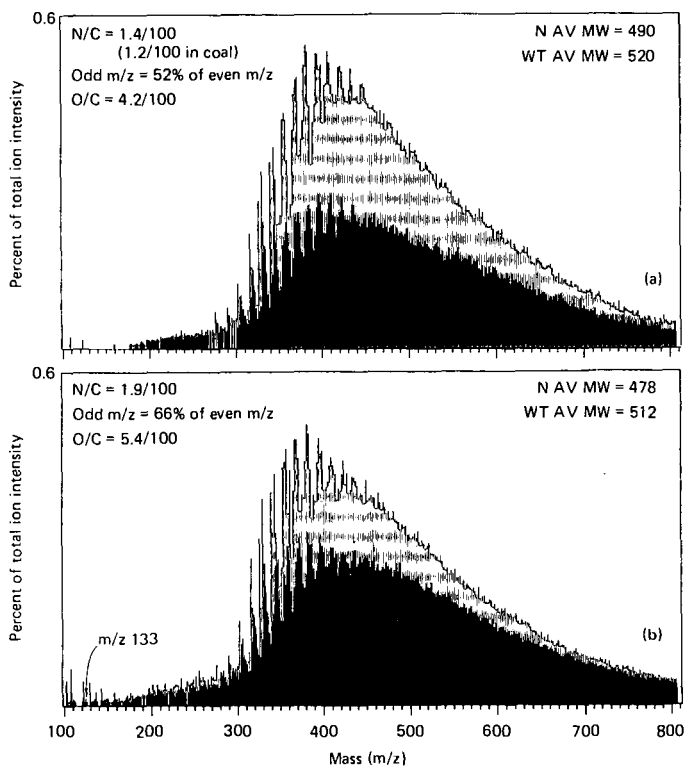 0.6
N/C = 1.4/100
(1.2/100 in coal)
Odd m/z = 52% of even m/z
O/C = 4.2/100
N AV MW = 490
WT AV MW = 520
Percent of total ion intensity
(a)
0.6
N/C = 1.9/100
Odd m/z = 66% of even m/z
O/C = 5.4/100
N AV MW = 478
WT AV MW = 512
Percent of total ion intensity
m/z 133
(b)
100 200 300 400 500 600 700 800
Mass (m/z)